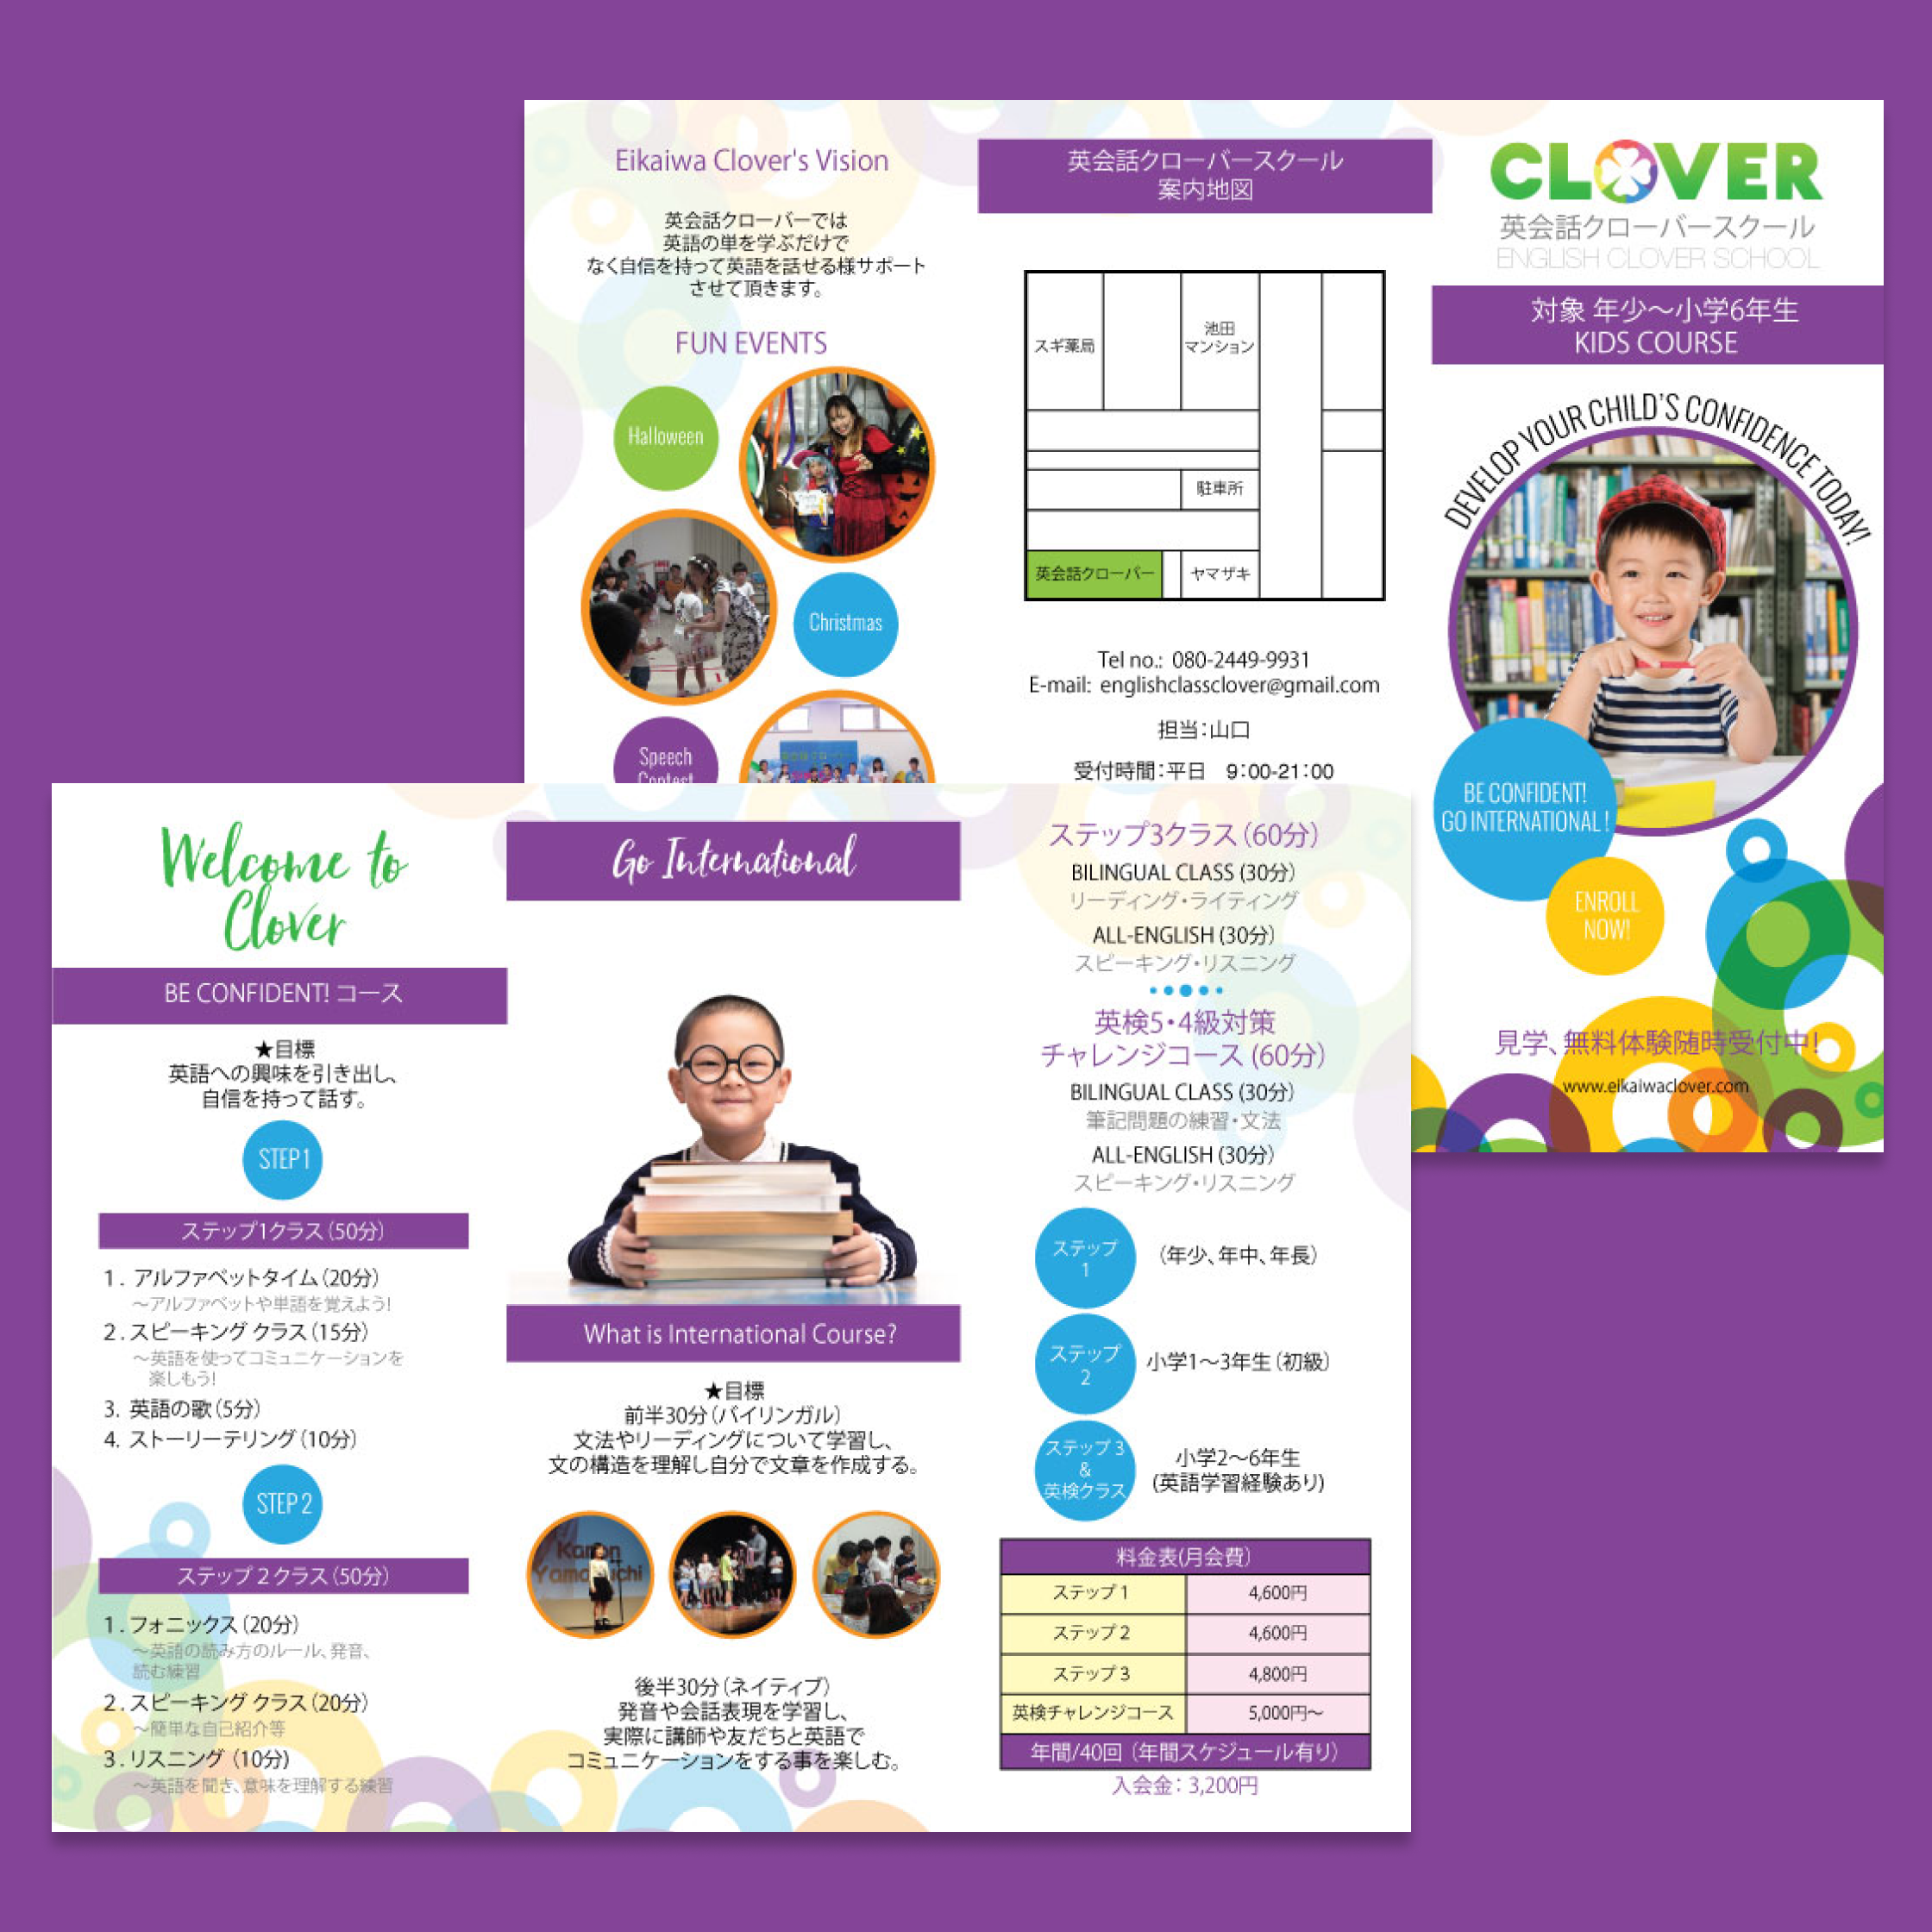 Eikaiwa Clover's Vision
英会話クローバーでは
英語の単を学ぶだけで
なく自信を持って英語を話せる様サポート
させて頂きます。
FUN EVENTS
Halloween
Christmas
Speech
Contest
英会話クローバースクール
案内地図
スギ薬局
池田
マンション
駐車所
英会話クローバー
ヤマザキ
Tel no.: 080-2449-9931
E-mail: englishclassclover@gmail.com
担当:山口
受付時間:平日 9:00-21:00
CLOVER
英会話クローバースクール
ENGLISH CLOVER SCHOOL
対象 年少〜小学6年生
KIDS COURSE
DEVELOP YOUR CHILD'S CONFIDENCE TODAY!
BE CONFIDENT!
GO INTERNATIONAL!
ENROLL
NOW!
見学、無料体験随時受付中!
www.eikaiwaclover.com
Welcome to
Clover
BE CONFIDENT! コース
★目標
英語への興味を引き出し、
自信を持って話す。
STEP 1
ステップ1クラス(50分)
1. アルファベットタイム(20分)
〜アルファベットや単語を覚えよう!
2. スピーキング クラス(15分)
〜英語を使ってコミュニケーションを
楽しもう!
3. 英語の歌(5分)
4. ストーリーテリング(10分)
STEP 2
ステップ 2 クラス(50分)
1. フォニックス(20分)
〜英語の読み方のルール、発音、
読む練習
2. スピーキング クラス(20分)
〜簡単な自己紹介等
3. リスニング (10分)
〜英語を聞き、意味を理解する練習
Go International
What is International Course?
★目標
前半30分(バイリンガル)
文法やリーディングについて学習し、
文の構造を理解し自分で文章を作成する。
後半30分(ネイティブ)
発音や会話表現を学習し、
実際に講師や友だちと英語で
コミュニケーションをする事を楽しむ。
ステップ3クラス(60分)
BILINGUAL CLASS (30分)
リーディング・ライティング
ALL-ENGLISH (30分)
スピーキング・リスニング
英検5・4級対策
チャレンジコース (60分)
BILINGUAL CLASS (30分)
筆記問題の練習・文法
ALL-ENGLISH (30分)
スピーキング・リスニング
ステップ
1
(年少、年中、年長)
ステップ
2
小学1〜3年生(初級)
ステップ 3
&
英検クラス
小学2〜6年生
(英語学習経験あり)
料金表(月会費)
ステップ 1 4,600円
ステップ 2 4,600円
ステップ 3 4,800円
英検チャレンジコース 5,000円〜
年間/40回 (年間スケジュール有り)
入会金: 3,200円